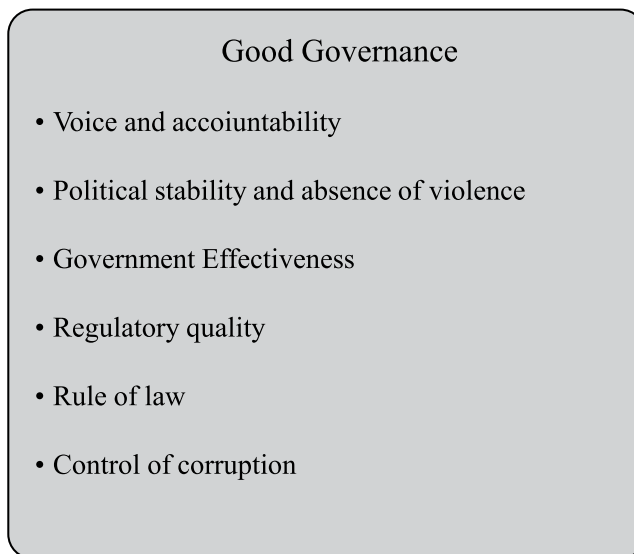 Good Governance
• Voice and accoiuntability
• Political stability and absence of violence
• Government Effectiveness
• Regulatory quality
• Rule of law
• Control of corruption